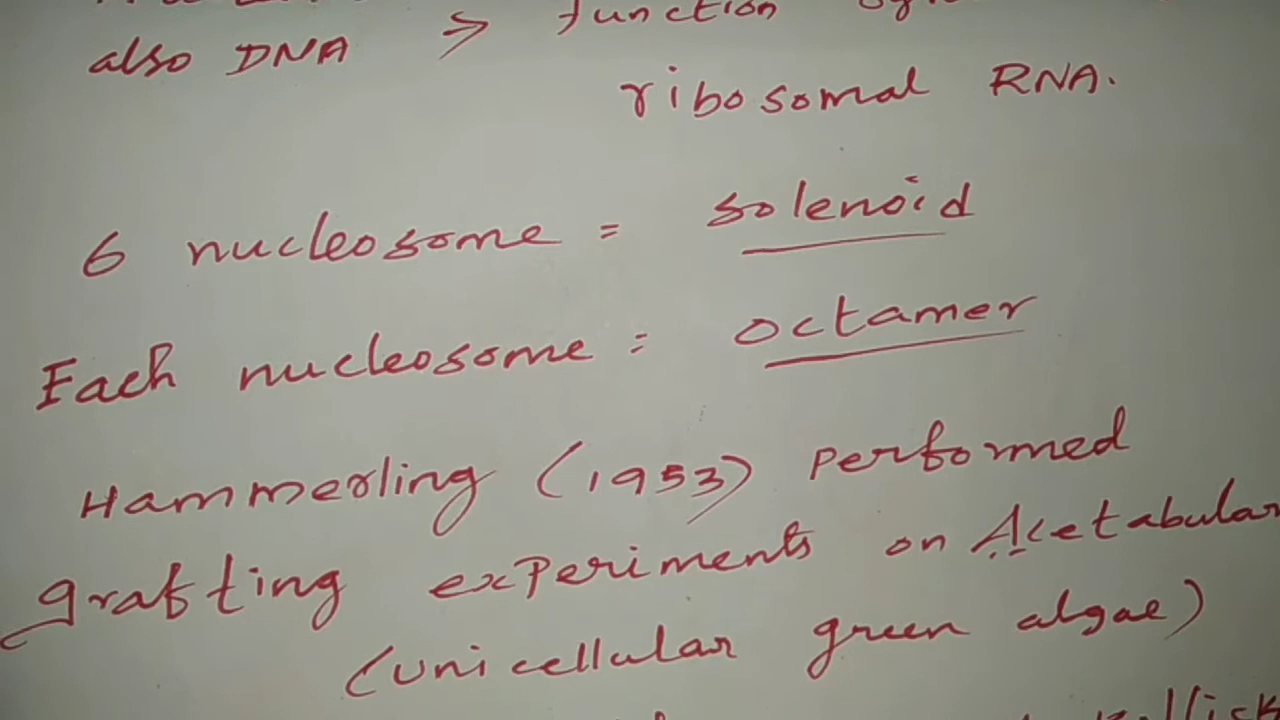 also DNA > function
ribosomal RNA.
6 nucleosome = solenoid
Each nucleosome = octamer
Hammerling (1953) performed
grafting experiments on Acetabular
(unicellular green algae)